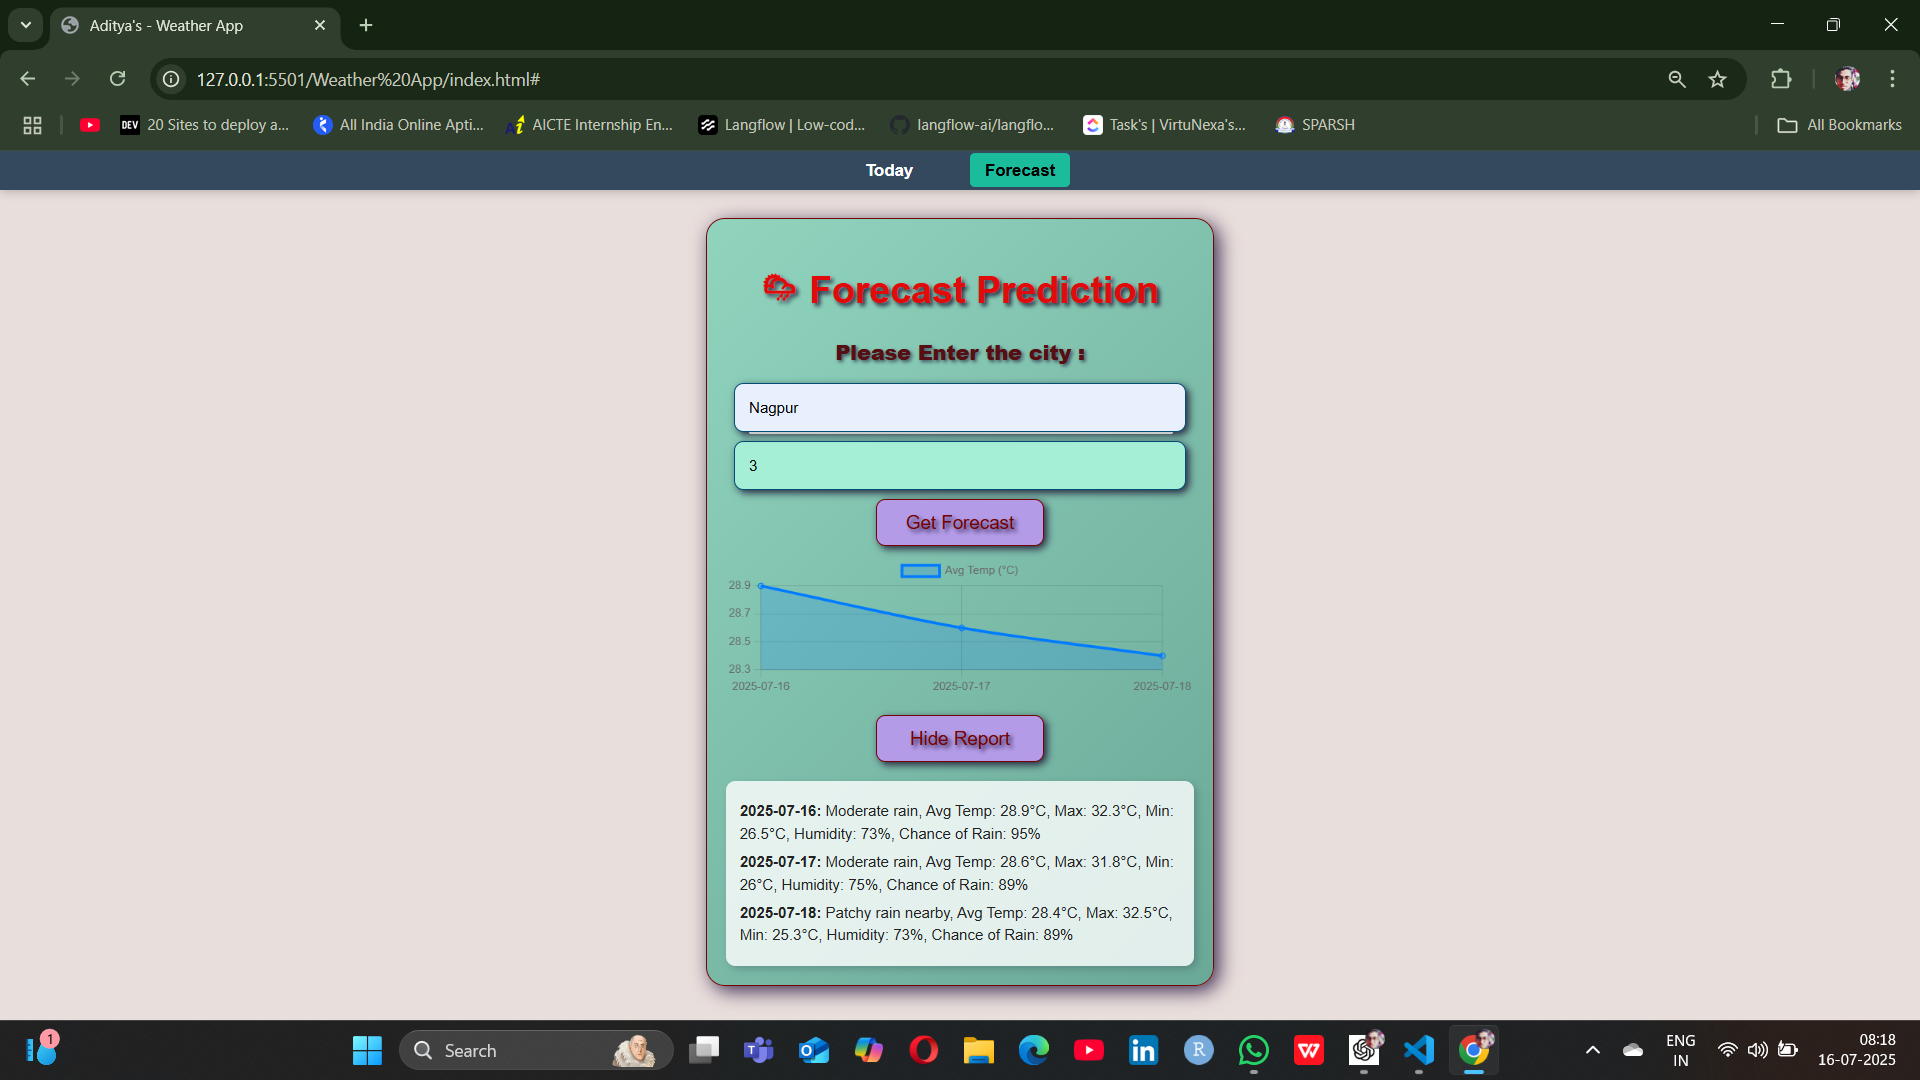 Aditya's - Weather App
127.0.0.1:5501/Weather%20App/index.html#
DEV 20 Sites to deploy a...
All India Online Apti...
Ai AICTE Internship En...
Langflow | Low-cod...
langflow-ai/langflo...
Task's | VirtuNexa's...
SPARSH
All Bookmarks
Today
Forecast
Forecast Prediction
Please Enter the city :
Nagpur
3
Get Forecast
Avg Temp (°C)
28.9
28.7
28.5
28.3
2025-07-16
2025-07-17
2025-07-18
Hide Report
2025-07-16: Moderate rain, Avg Temp: 28.9°C, Max: 32.3°C, Min:
26.5°C, Humidity: 73%, Chance of Rain: 95%
2025-07-17: Moderate rain, Avg Temp: 28.6°C, Max: 31.8°C, Min:
26°C, Humidity: 75%, Chance of Rain: 89%
2025-07-18: Patchy rain nearby, Avg Temp: 28.4°C, Max: 32.5°C,
Min: 25.3°C, Humidity: 73%, Chance of Rain: 89%
1
Search
ENG
IN
08:18
16-07-2025